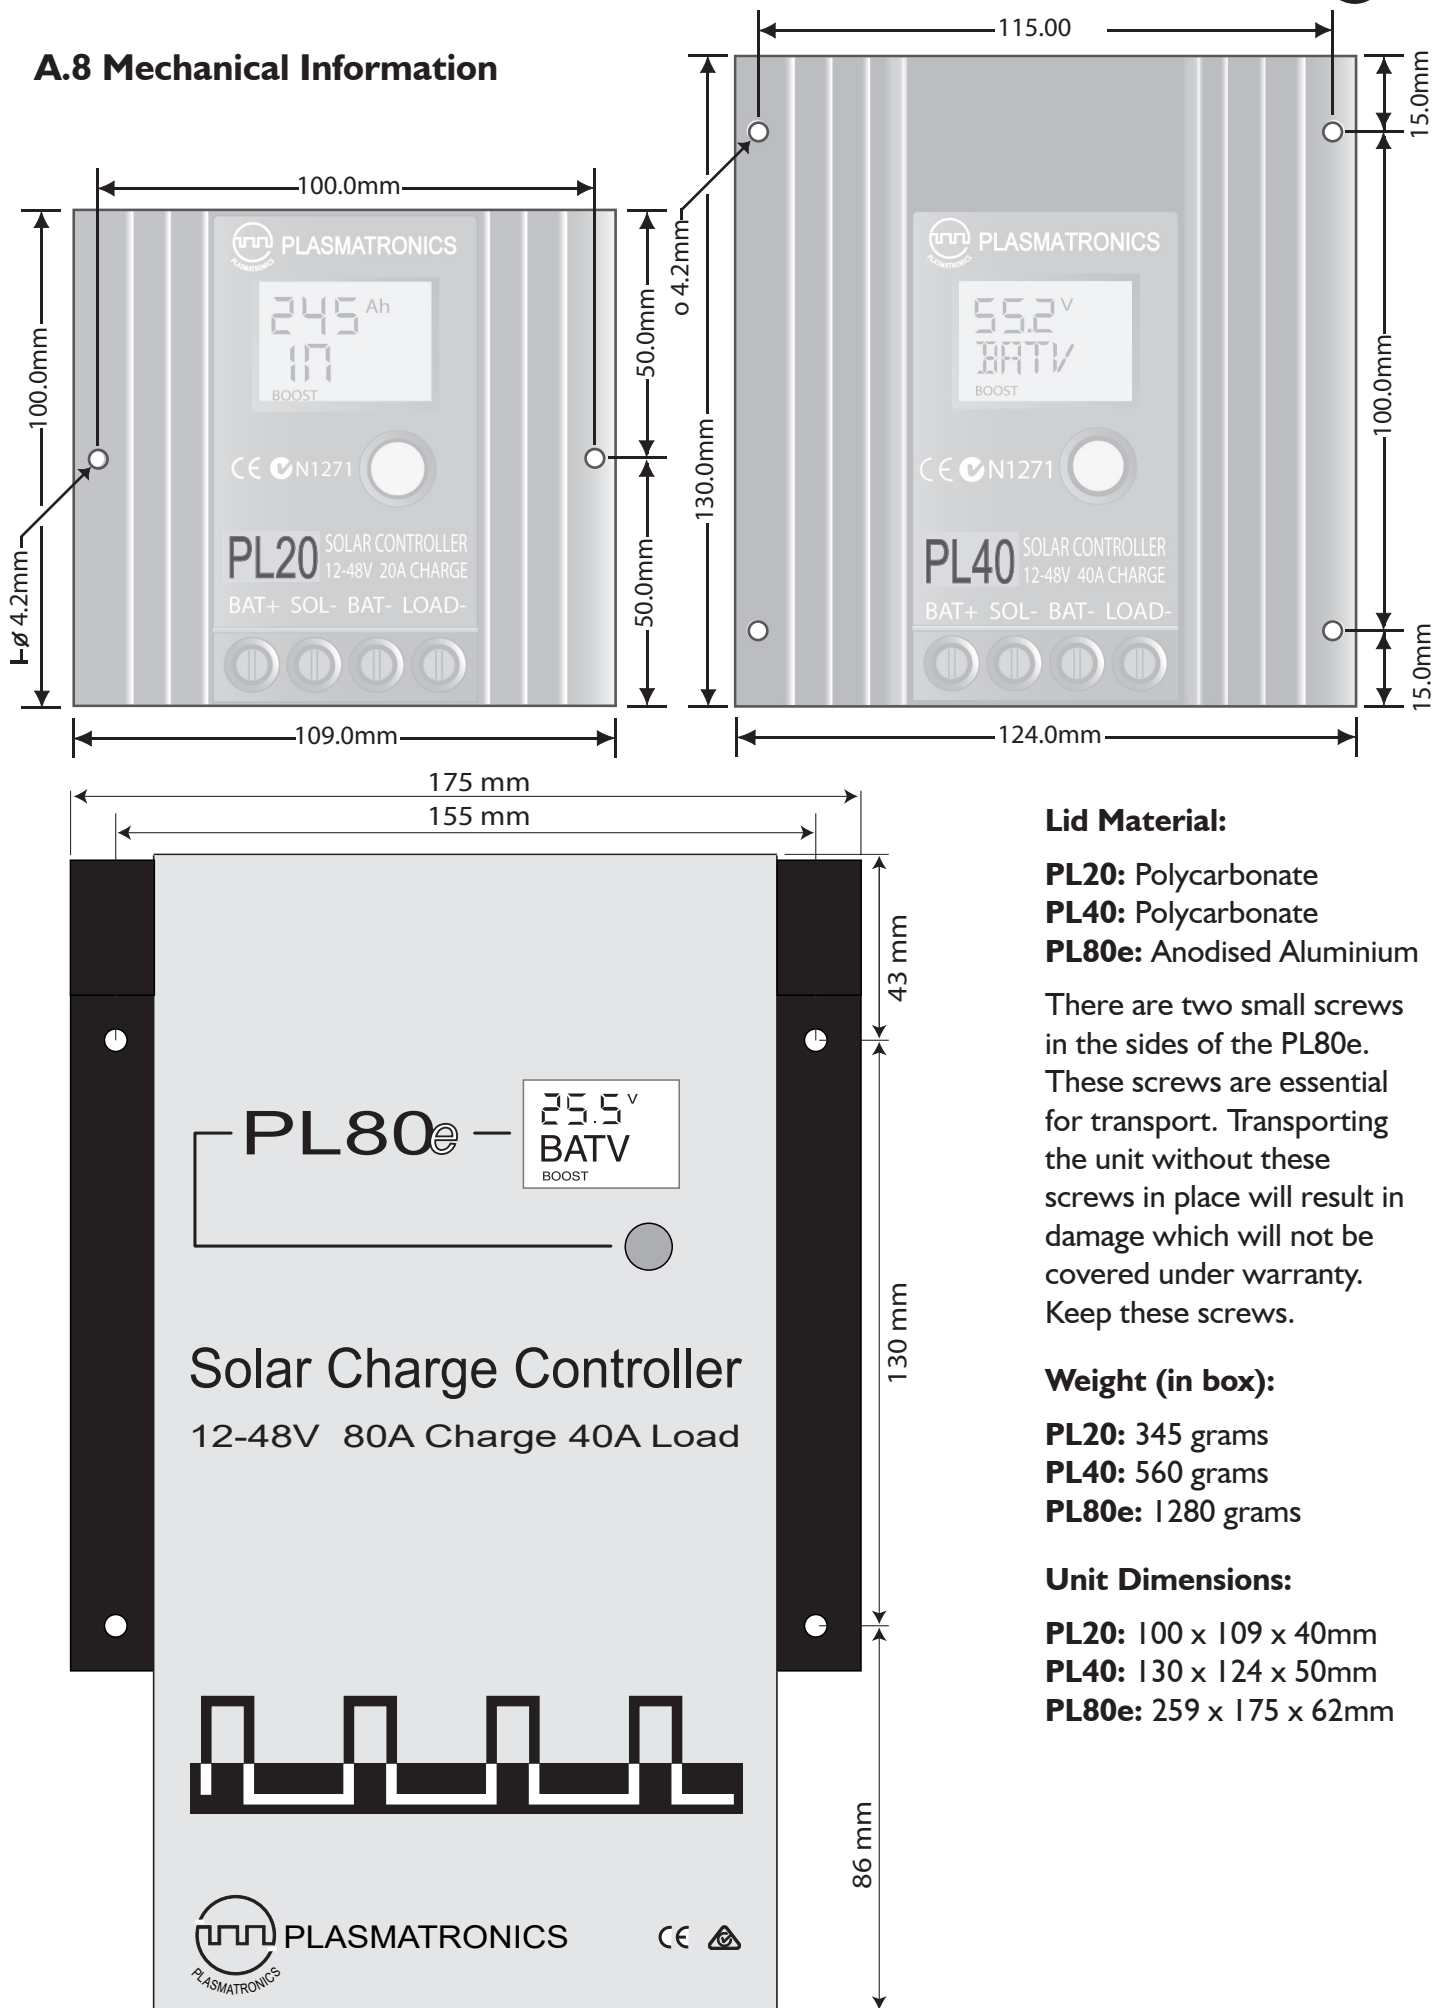 A.8 Mechanical Information
100.0mm
100.0mm
PLASMATRONICS
PLASMATRONICS
245 Ah
IN
BOOST
CE N1271
PL20 SOLAR CONTROLLER
12-48V 20A CHARGE
BAT+ SOL- BAT- LOAD-
ø 4.2mm
50.0mm
50.0mm
109.0mm
115.00
15.0mm
o 4.2mm
130.0mm
PLASMATRONICS
PLASMATRONICS
55.2 V
BATV
BOOST
CE N1271
PL40 SOLAR CONTROLLER
12-48V 40A CHARGE
BAT+ SOL- BAT- LOAD-
100.0mm
15.0mm
124.0mm
175 mm
155 mm
43 mm
PL80e
25.5 V
BATV
BOOST
130 mm
Solar Charge Controller
12-48V 80A Charge 40A Load
86 mm
PLASMATRONICS
PLASMATRONICS
CE
Lid Material:
PL20: Polycarbonate
PL40: Polycarbonate
PL80e: Anodised Aluminium
There are two small screws
in the sides of the PL80e.
These screws are essential
for transport. Transporting
the unit without these
screws in place will result in
damage which will not be
covered under warranty.
Keep these screws.
Weight (in box):
PL20: 345 grams
PL40: 560 grams
PL80e: 1280 grams
Unit Dimensions:
PL20: 100 x 109 x 40mm
PL40: 130 x 124 x 50mm
PL80e: 259 x 175 x 62mm